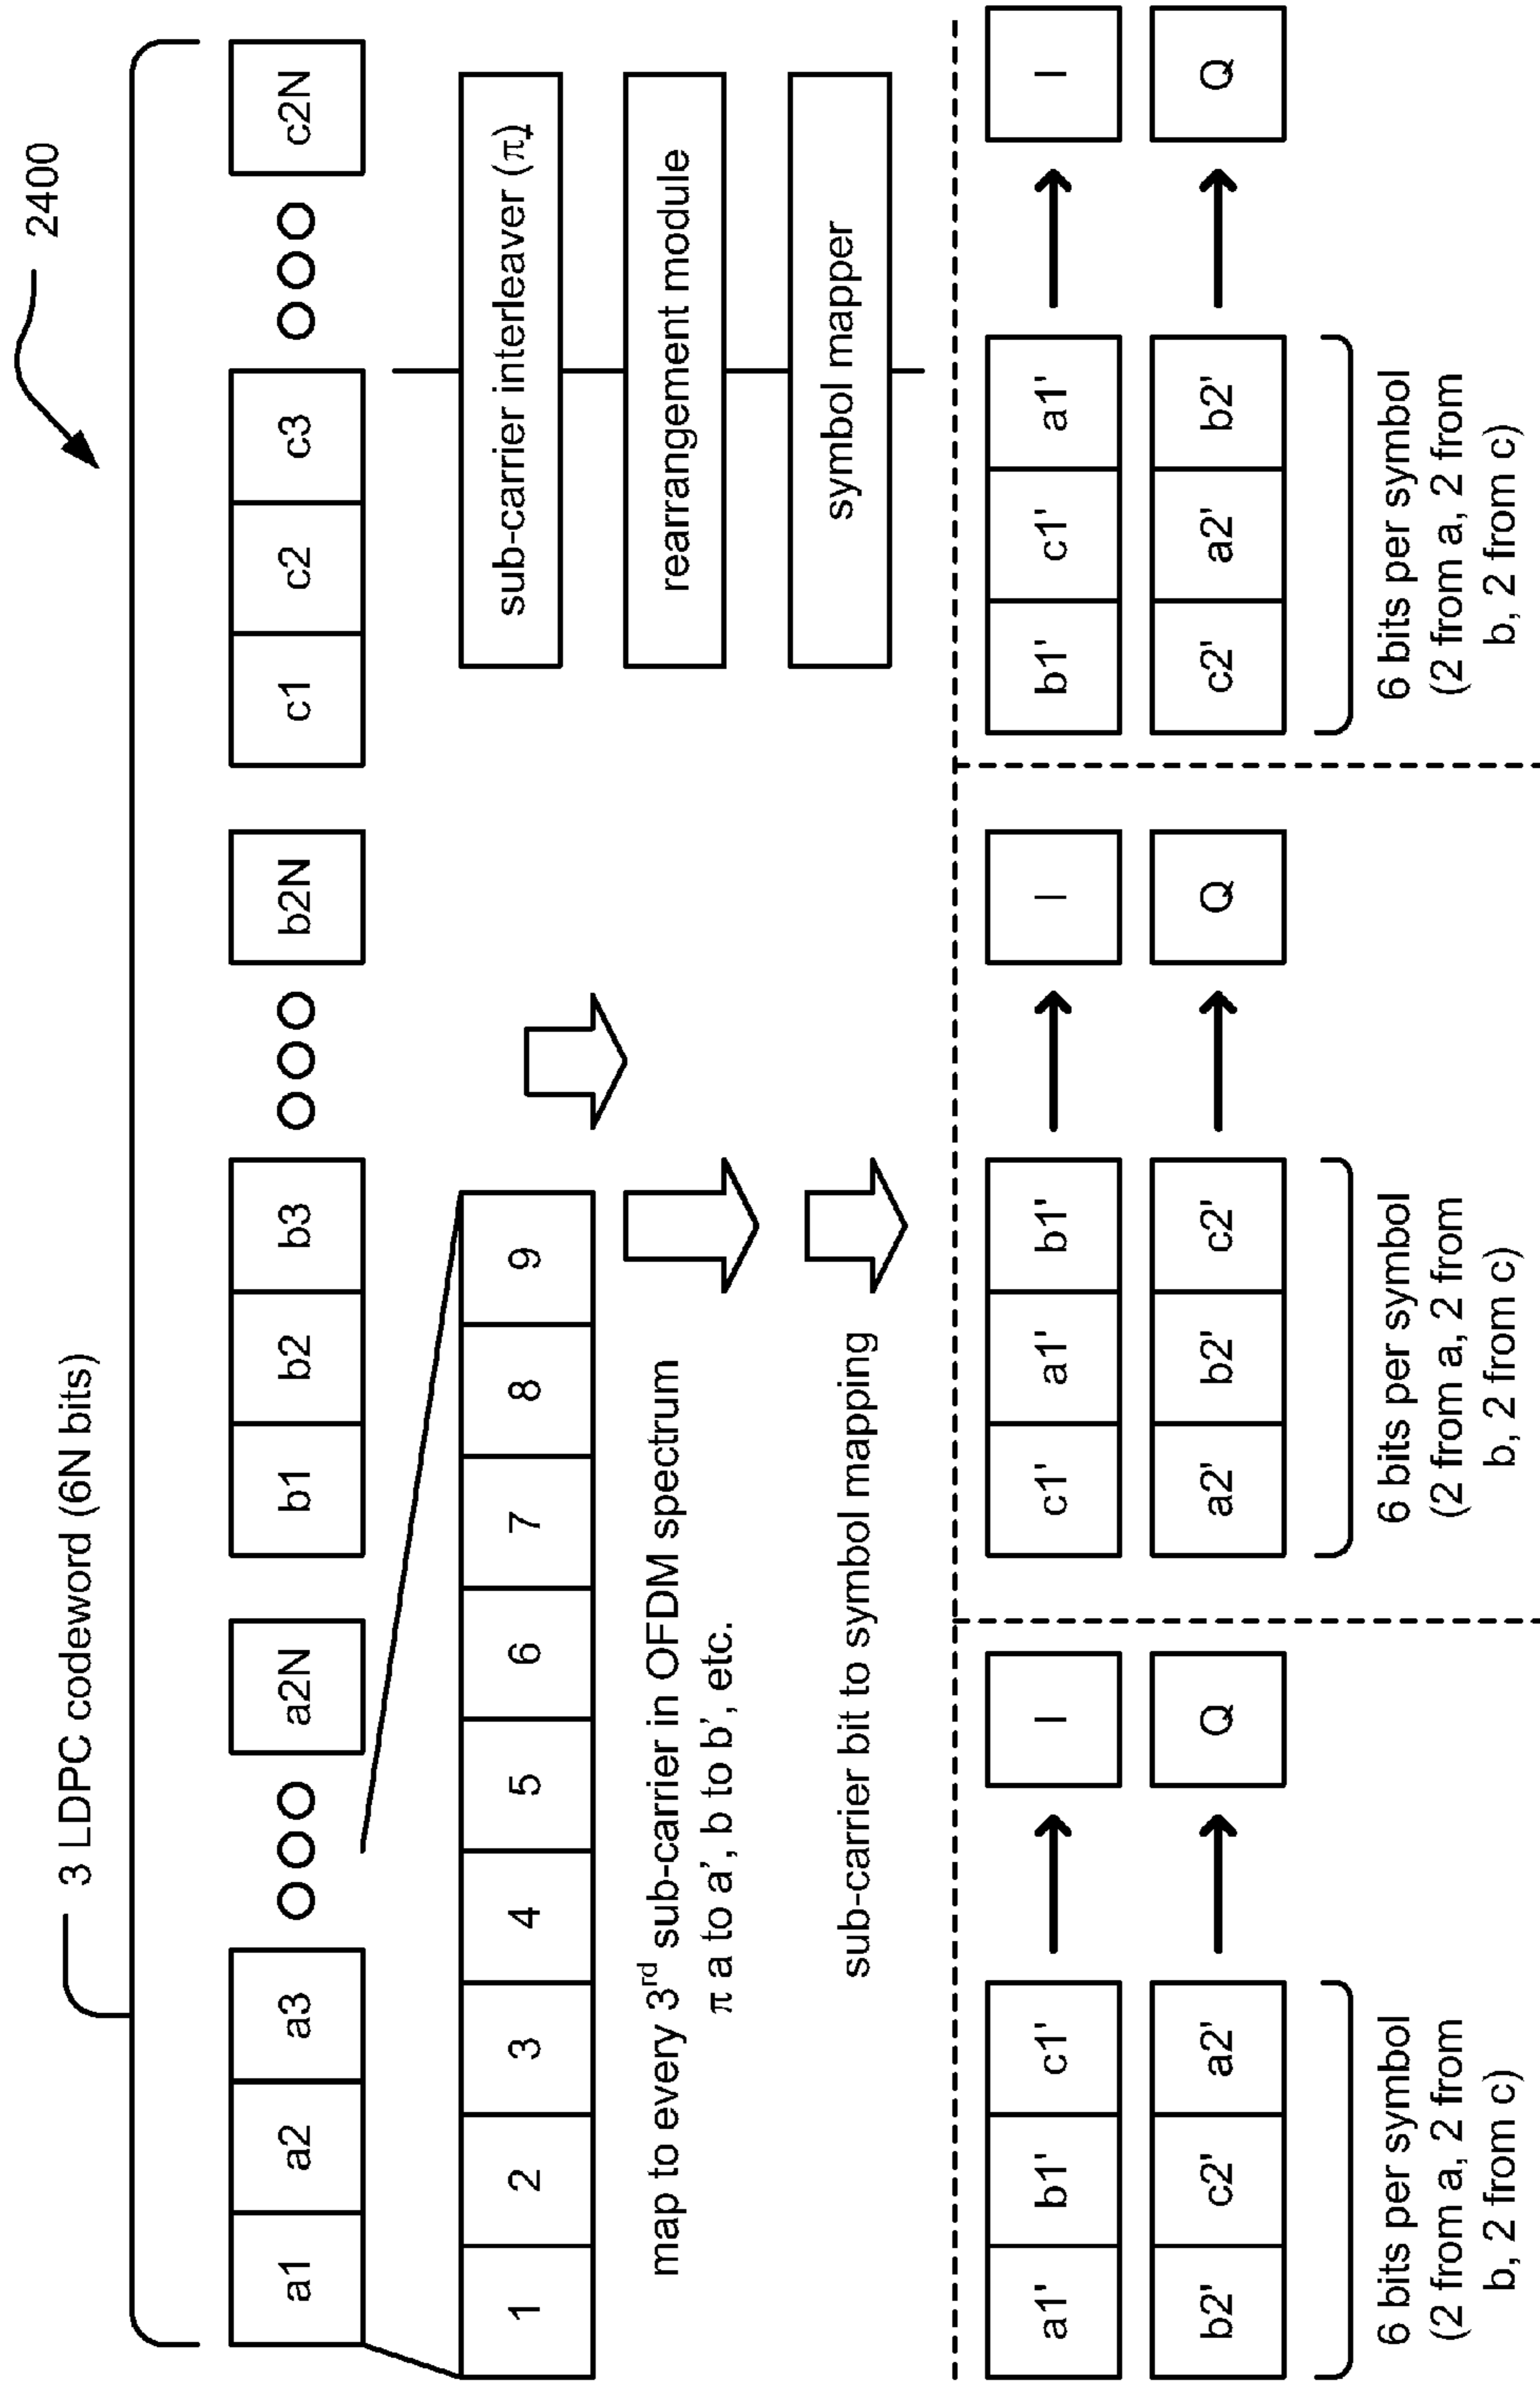 2400
3 LDPC codeword (6N bits)
a1 a2 a3 a2N b1 b2 b3 b2N c1 c2 c3 c2N
1 2 3 4 5 6 7 8 9
sub-carrier interleaver (π)
map to every 3rd sub-carrier in OFDM spectrum
π a to a', b to b', etc.
rearrangement module
sub-carrier bit to symbol mapping
symbol mapper
a1' b1' c1' I
b2' c2' a2' Q
6 bits per symbol
(2 from a, 2 from
b, 2 from c)
c1' a1' b1' I
a2' b2' c2' Q
6 bits per symbol
(2 from a, 2 from
b, 2 from c)
b1' c1' a1' I
c2' a2' b2' Q
6 bits per symbol
(2 from a, 2 from
b, 2 from c)